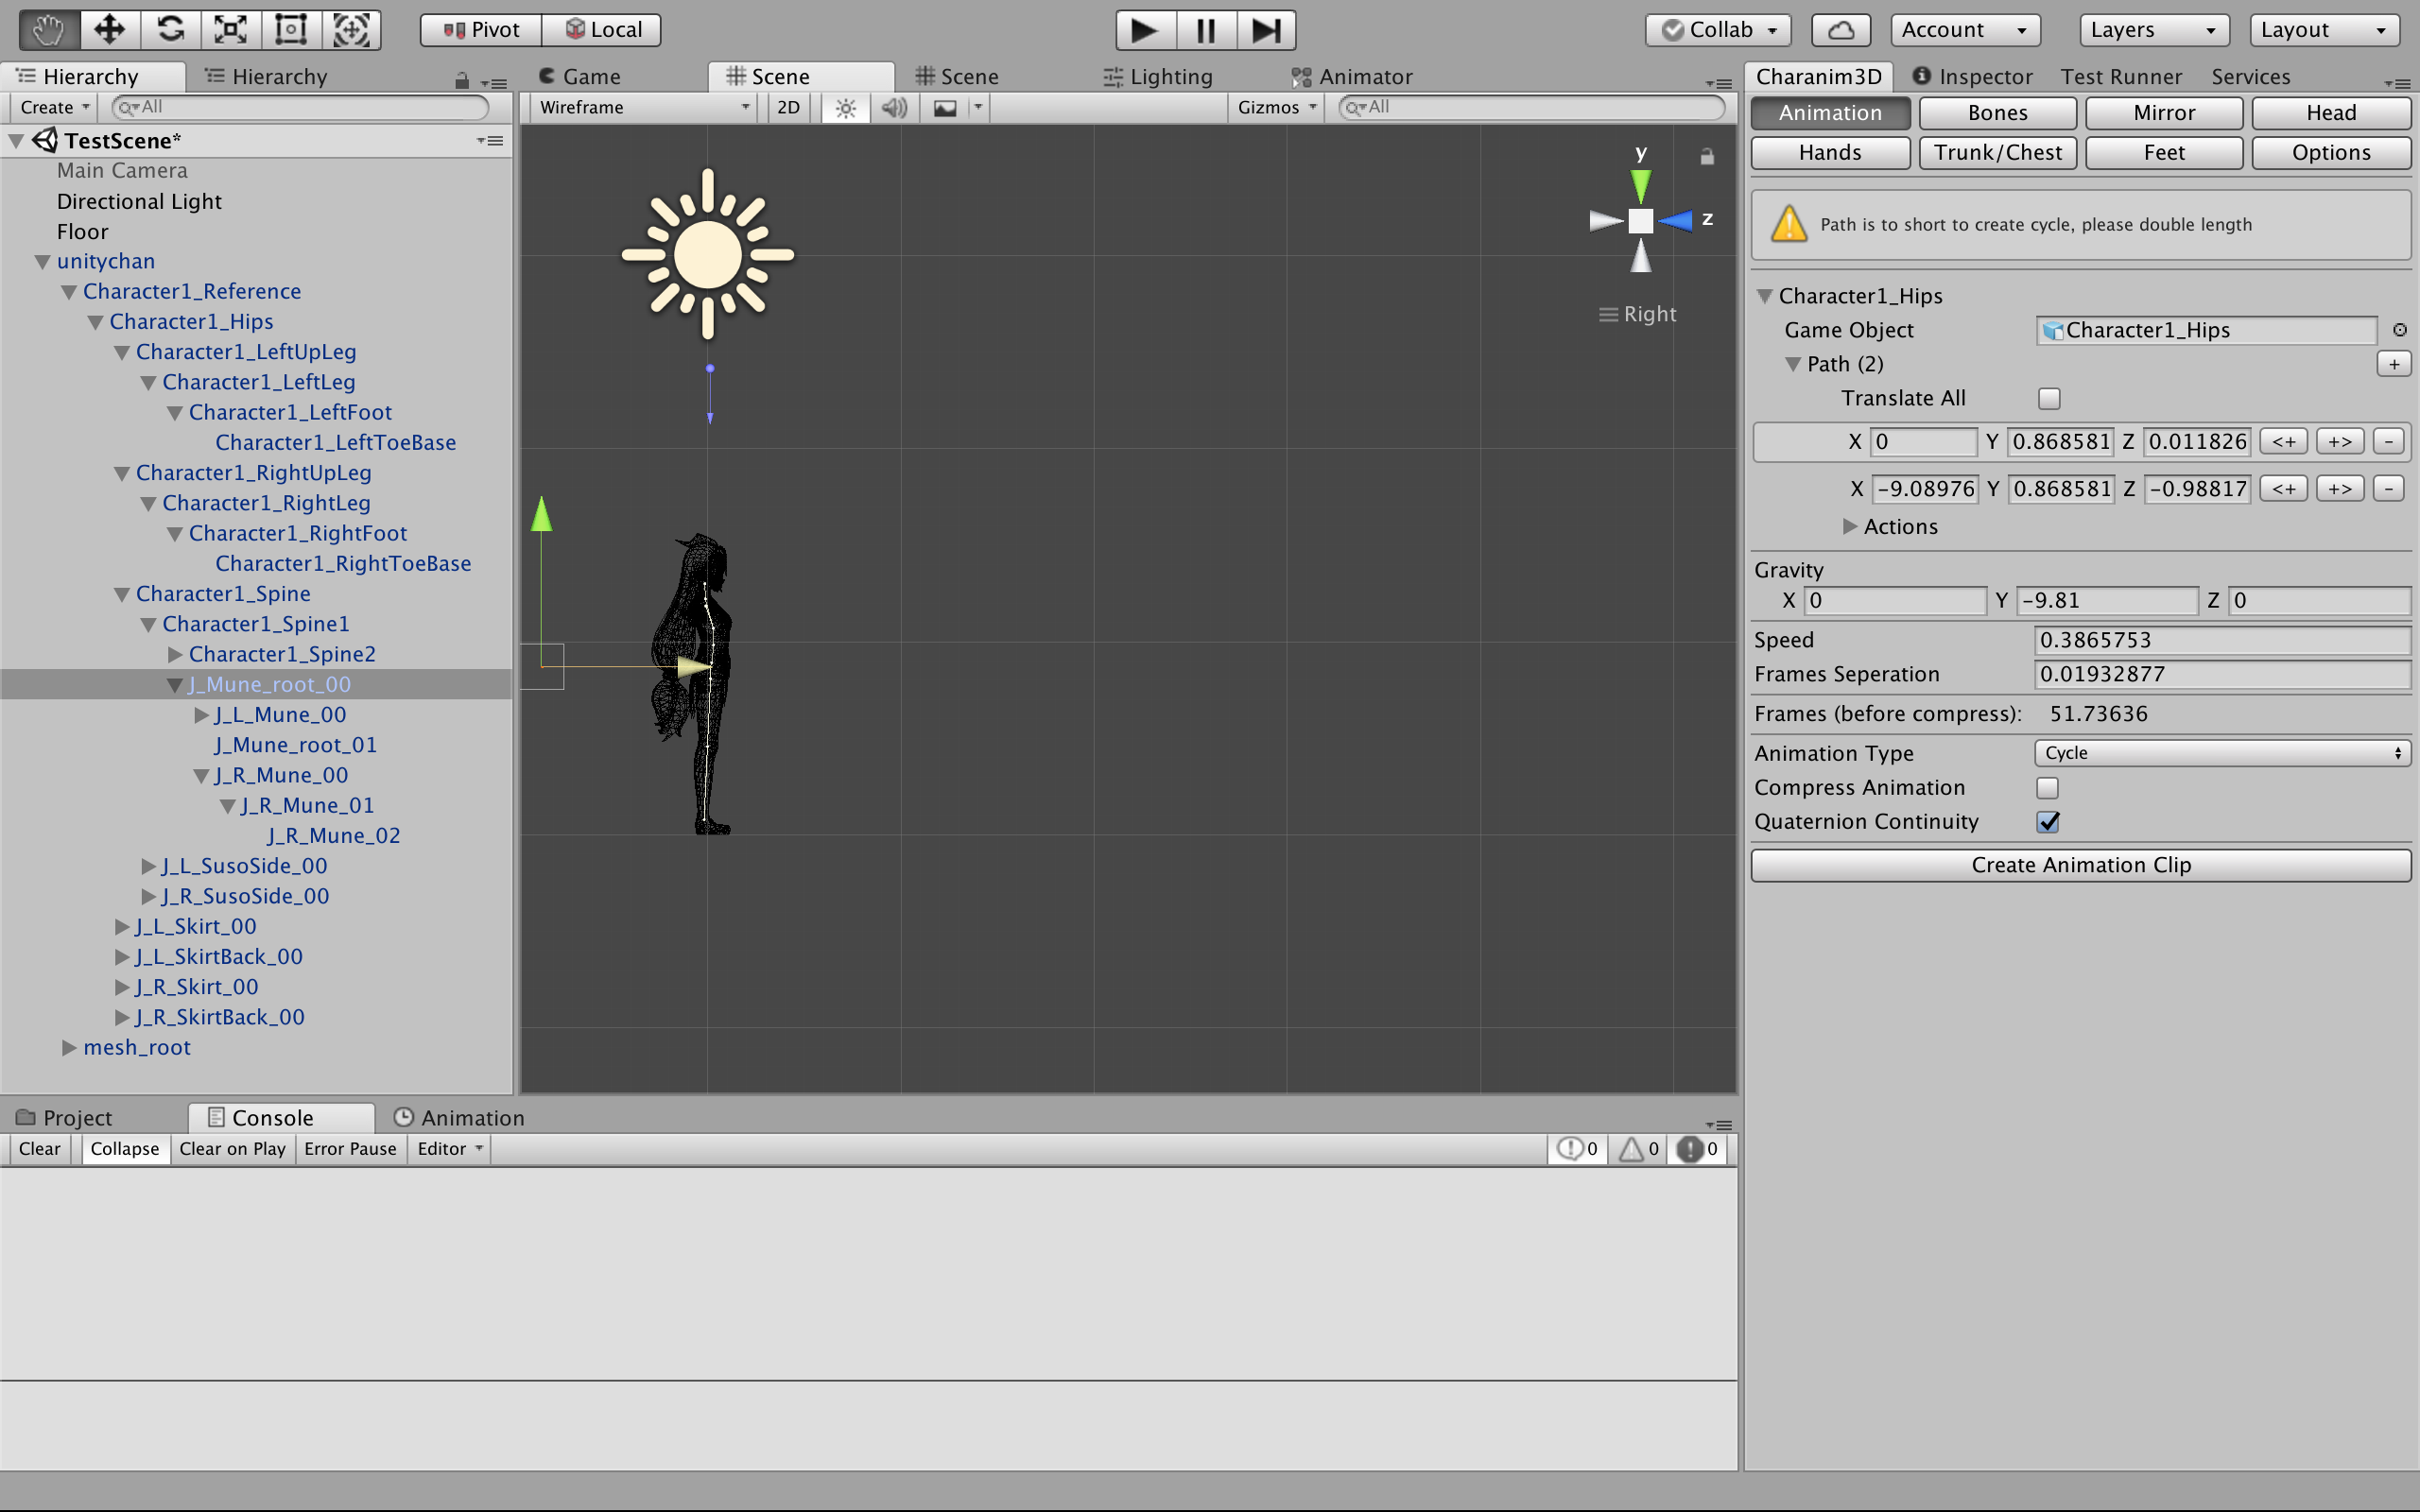 Pivot Local Collab Account Layers Layout
Hierarchy Hierarchy
Create All
TestScene*
Main Camera
Directional Light
Floor
unitychan
Character1_Reference
Character1_Hips
Character1_LeftUpLeg
Character1_LeftLeg
Character1_LeftFoot
Character1_LeftToeBase
Character1_RightUpLeg
Character1_RightLeg
Character1_RightFoot
Character1_RightToeBase
Character1_Spine
Character1_Spine1
Character1_Spine2
J_Mune_root_00
J_L_Mune_00
J_Mune_root_01
J_R_Mune_00
J_R_Mune_01
J_R_Mune_02
J_L_SusoSide_00
J_R_SusoSide_00
J_L_Skirt_00
J_L_SkirtBack_00
J_R_Skirt_00
J_R_SkirtBack_00
mesh_root
Game Scene Scene Lighting Animator
Wireframe 2D Gizmos All
y
z
Right
Charanim3D Inspector Test Runner Services
Animation Bones Mirror Head
Hands Trunk/Chest Feet Options
Path is to short to create cycle, please double length
Character1_Hips
Game Object Character1_Hips
Path (2) +
Translate All
X 0 Y 0.868581 Z 0.011826 <+ +> -
X -9.08976 Y 0.868581 Z -0.98817 <+ +> -
Actions
Gravity
X 0 Y -9.81 Z 0
Speed 0.3865753
Frames Seperation 0.01932877
Frames (before compress): 51.73636
Animation Type Cycle
Compress Animation
Quaternion Continuity
Create Animation Clip
Project Console Animation
Clear Collapse Clear on Play Error Pause Editor 0 0 0